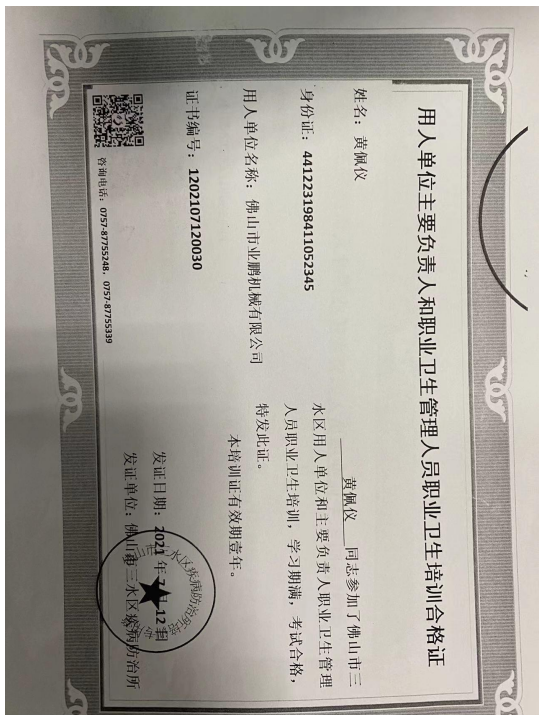 用人单位主要负责人和职业卫生管理人员职业卫生培训合格证
姓名：黄佩仪
身份证：441223198411052345
用人单位名称：佛山市业鹏机械有限公司
证书编号：1202107120030
咨询电话：0757-87755248，0757-87755339
黄佩仪 同志参加了佛山市三
水区用人单位和主要负责人职业卫生管理
人员职业卫生培训，学习期满，考试合格，
特发此证。
本培训证有效期壹年。
发证日期：2021年7月12日
发证单位：佛山市三水区疾病防治所